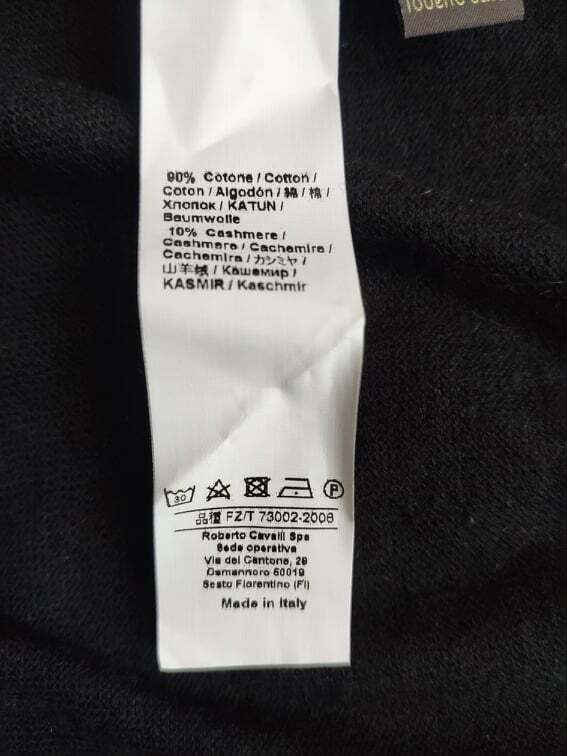 90% Cotone / Cotton /
Coton / Algodón / 綿 / 棉 /
Хлопок / KATUN /
Baumwolle
10% Cashmere /
Cashmere / Cachemire /
Cachemira / カシミヤ /
山羊绒 / Кашемир /
KASMIR / Kaschmir
30
P
品種 FZ/T 73002-2006
Roberto Cavalli Spa
Sede operativa
Via del Cantone, 29
Osmannoro 50019
Sesto Fiorentino (FI)
Made in Italy